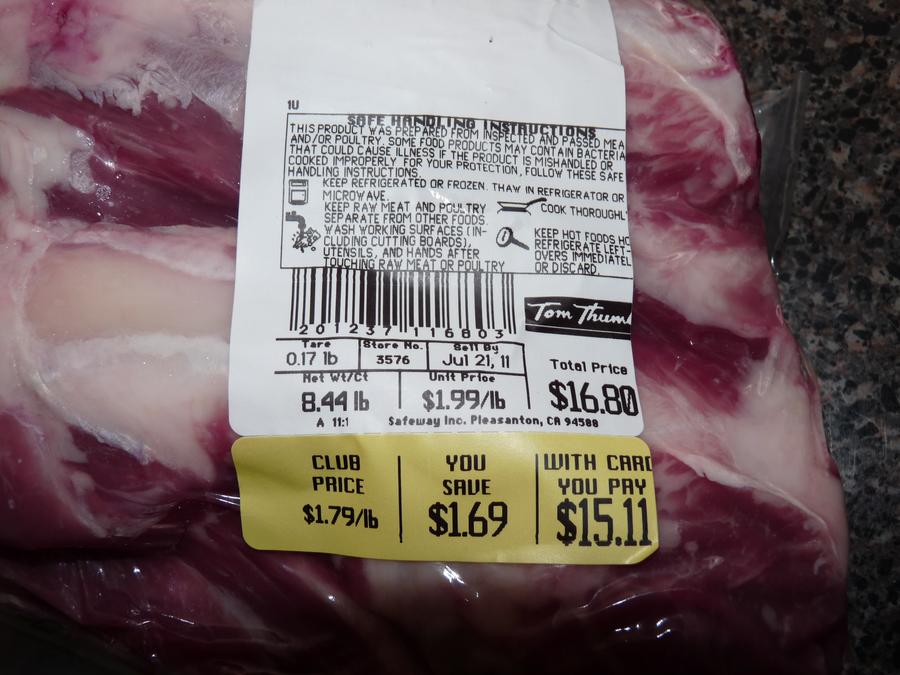 1U
SAFE HANDLING INSTRUCTIONS
THIS PRODUCT WAS PREPARED FROM INSPECTED AND PASSED MEA
AND/OR POULTRY. SOME FOOD PRODUCTS MAY CONTAIN BACTERIA
THAT COULD CAUSE ILLNESS IF THE PRODUCT IS MISHANDLED OR
COOKED IMPROPERLY. FOR YOUR PROTECTION, FOLLOW THESE SAFE
HANDLING INSTRUCTIONS.
KEEP REFRIGERATED OR FROZEN. THAW IN REFRIGERATOR OR
MICROWAVE.
KEEP RAW MEAT AND POULTRY
SEPARATE FROM OTHER FOODS.
WASH WORKING SURFACES (IN-
CLUDING CUTTING BOARDS),
UTENSILS, AND HANDS AFTER
TOUCHING RAW MEAT OR POULTRY
COOK THOROUGHL
KEEP HOT FOODS HO
REFRIGERATE LEFT-
OVERS IMMEDIATEL
OR DISCARD.
201237 116803
Tom Thumb
Tare Store No. Sell By
0.17 lb 3576 Jul 21, 11
Net Wt/Ct Unit Price Total Price
8.44 lb $1.99/lb $16.80
A 11:1 Safeway Inc. Pleasanton, CA 94588
CLUB PRICE
$1.79/lb
YOU SAVE
$1.69
WITH CARD
YOU PAY
$15.11